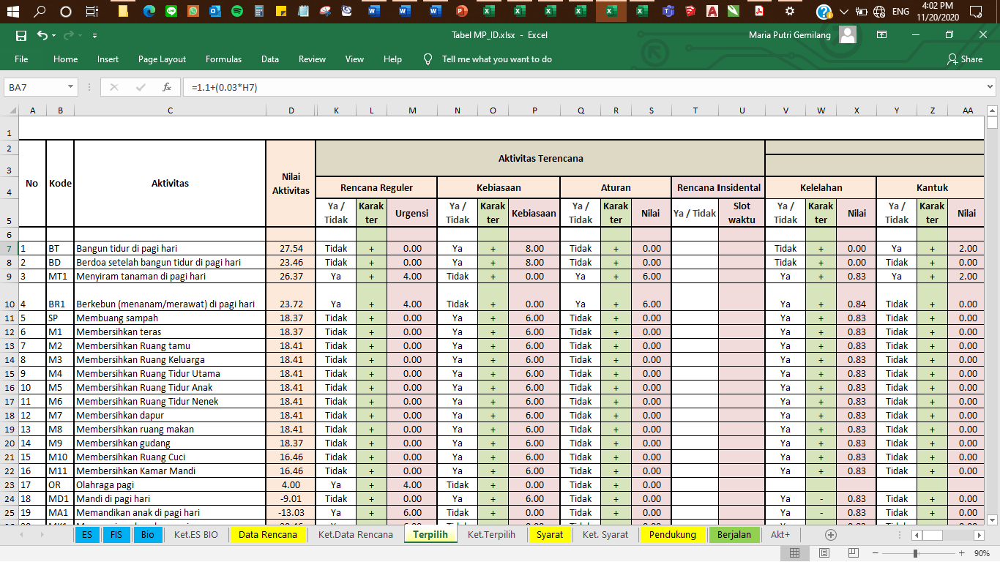 ENG 4:02 PM 11/20/2020
Tabel MP_ID.xlsx - Excel Maria Putri Gemilang
File Home Insert Page Layout Formulas Data Review View Help Tell me what you want to do Share
BA7 fx =1.1+(0.03*H7)
A B C D K L M N O P Q R S T U V W X Y Z AA
1
2 Aktivitas Terencana
3 No Kode Aktivitas Nilai Aktivitas
4 Rencana Reguler Kebiasaan Aturan Rencana Insidental Kelelahan Kantuk
5 Ya / Tidak Karak ter Urgensi Ya / Tidak Karak ter Kebiasaan Ya / Tidak Karak ter Nilai Ya / Tidak Slot waktu Ya / Tidak Karak ter Nilai Ya / Tidak Karak ter Nilai
6
7 1 BT Bangun tidur di pagi hari 27.54 Tidak + 0.00 Ya + 8.00 Tidak + 0.00 Tidak + 0.00 Ya + 2.00
8 2 BD Berdoa setelah bangun tidur di pagi hari 23.46 Tidak + 0.00 Ya + 8.00 Tidak + 0.00 Tidak + 0.00 Tidak + 0.00
9 3 MT1 Menyiram tanaman di pagi hari 26.37 Ya + 4.00 Tidak + 0.00 Ya + 6.00 Ya + 0.83 Ya + 2.00
10 4 BR1 Berkebun (menanam/merawat) di pagi hari 23.72 Ya + 4.00 Tidak + 0.00 Ya + 6.00 Ya + 0.84 Tidak + 0.00
11 5 SP Membuang sampah 18.37 Tidak + 0.00 Ya + 6.00 Tidak + 0.00 Ya + 0.83 Tidak + 0.00
12 6 M1 Membersihkan teras 18.37 Tidak + 0.00 Ya + 6.00 Tidak + 0.00 Ya + 0.83 Tidak + 0.00
13 7 M2 Membersihkan Ruang tamu 18.41 Tidak + 0.00 Ya + 6.00 Tidak + 0.00 Ya + 0.83 Tidak + 0.00
14 8 M3 Membersihkan Ruang Keluarga 18.41 Tidak + 0.00 Ya + 6.00 Tidak + 0.00 Ya + 0.83 Tidak + 0.00
15 9 M4 Membersihkan Ruang Tidur Utama 18.41 Tidak + 0.00 Ya + 6.00 Tidak + 0.00 Ya + 0.83 Tidak + 0.00
16 10 M5 Membersihkan Ruang Tidur Anak 18.41 Tidak + 0.00 Ya + 6.00 Tidak + 0.00 Ya + 0.83 Tidak + 0.00
17 11 M6 Membersihkan Ruang Tidur Nenek 18.41 Tidak + 0.00 Ya + 6.00 Tidak + 0.00 Ya + 0.83 Tidak + 0.00
18 12 M7 Membersihkan dapur 18.41 Tidak + 0.00 Ya + 6.00 Tidak + 0.00 Ya + 0.83 Tidak + 0.00
19 13 M8 Membersihkan ruang makan 18.41 Tidak + 0.00 Ya + 6.00 Tidak + 0.00 Ya + 0.83 Tidak + 0.00
20 14 M9 Membersihkan gudang 18.37 Tidak + 0.00 Ya + 6.00 Tidak + 0.00 Ya + 0.83 Tidak + 0.00
21 15 M10 Membersihkan Ruang Cuci 16.46 Tidak + 0.00 Ya + 6.00 Tidak + 0.00 Ya + 0.83 Tidak + 0.00
22 16 M11 Membersihkan Kamar Mandi 16.46 Tidak + 0.00 Ya + 6.00 Tidak + 0.00 Ya + 0.83 Tidak + 0.00
23 17 OR Olahraga pagi 4.00 Ya + 4.00 Tidak + 0.00 Tidak + 0.00
24 18 MD1 Mandi di pagi hari -9.01 Tidak + 0.00 Ya + 6.00 Tidak + 0.00 Ya - 0.83 Tidak + 0.00
25 19 MA1 Memandikan anak di pagi hari -13.03 Ya + 6.00 Tidak + 0.00 Tidak + 0.00 Ya - 0.83 Tidak + 0.00
ES FIS Bio Ket.ES BIO Data Rencana Ket.Data Rencana Terpilih Ket.Terpilih Syarat Ket. Syarat Pendukung Berjalan Akt+
90%